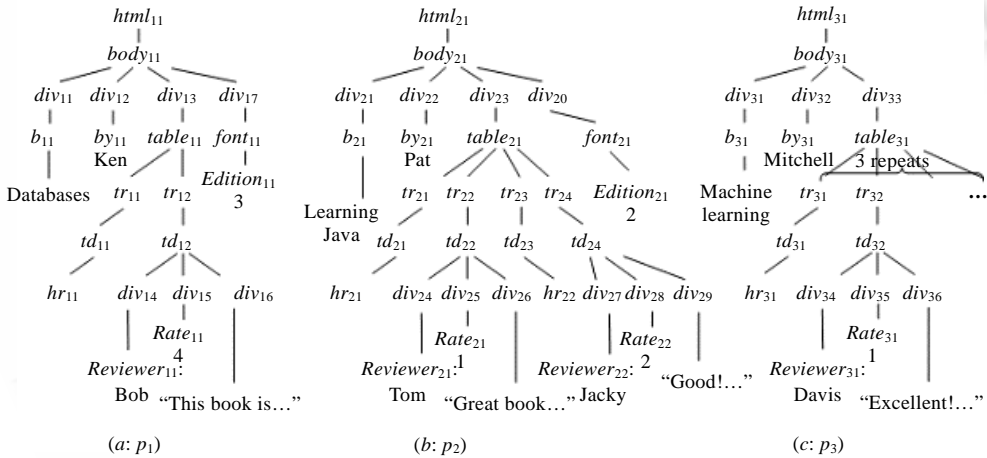 html₁₁ html₂₁ html₃₁
body₁₁ body₂₁ body₃₁
div₁₁ div₁₂ div₁₃ div₁₇ div₂₁ div₂₂ div₂₃ div₂₀ div₃₁ div₃₂ div₃₃
b₁₁ by₁₁ table₁₁ font₁₁ b₂₁ by₂₁ table₂₁ font₂₁ b₃₁ by₃₁ table₃₁
Ken Pat Mitchell 3 repeats
Databases tr₁₁ tr₁₂ Edition₁₁ tr₂₁ tr₂₂ tr₂₃ tr₂₄ Edition₂₁ Machine tr₃₁ tr₃₂ ...
3 Learning 2 learning
Java
td₁₁ td₁₂ td₂₁ td₂₂ td₂₃ td₂₄ td₃₁ td₃₂
hr₁₁ div₁₄ div₁₅ div₁₆ hr₂₁ div₂₄ div₂₅ div₂₆ hr₂₂ div₂₇ div₂₈ div₂₉ hr₃₁ div₃₄ div₃₅ div₃₆
Rate₁₁ Rate₂₁ Rate₂₂ Rate₃₁
4 1 2 1
Reviewer₁₁: Reviewer₂₁: Reviewer₂₂: Reviewer₃₁:
Bob "This book is…" Tom "Great book…" Jacky "Good!…" Davis "Excellent!…"
(a: p₁) (b: p₂) (c: p₃)